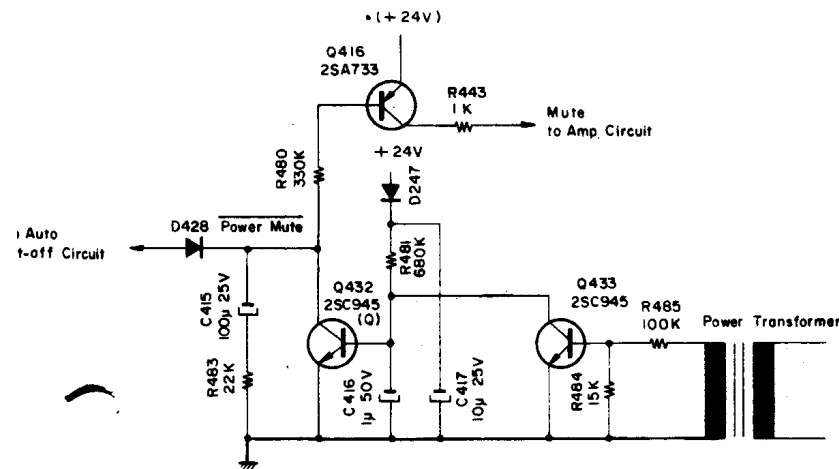 •(+24V)
Q416
2SA733
R443
1K
Mute
to Amp. Circuit
+24V
R480
330K
D247
D428
Power Mute
Auto
t-off Circuit
R481
680K
C415
100μ 25V
Q432
2SC945
(Q)
Q433
2SC945
R485
100K
Power Transformer
R483
22K
C416
1μ 50V
C417
10μ 25V
R484
15K